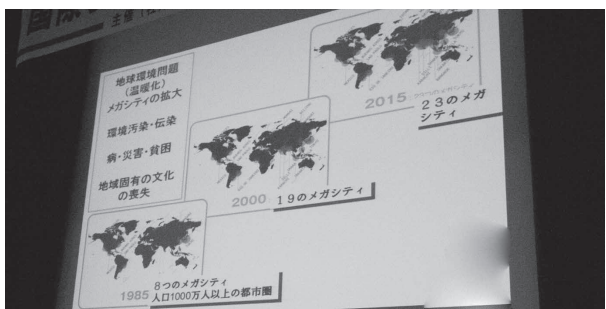 国際
主催
地球環境問題
(温暖化)
メガシティの拡大
環境汚染・伝染
病・災害・貧困
地域固有の文化
の喪失
2015
23のメガ
シティ
2000
19のメガシティ
1985
8つのメガシティ
人口1000万人以上の都市圏